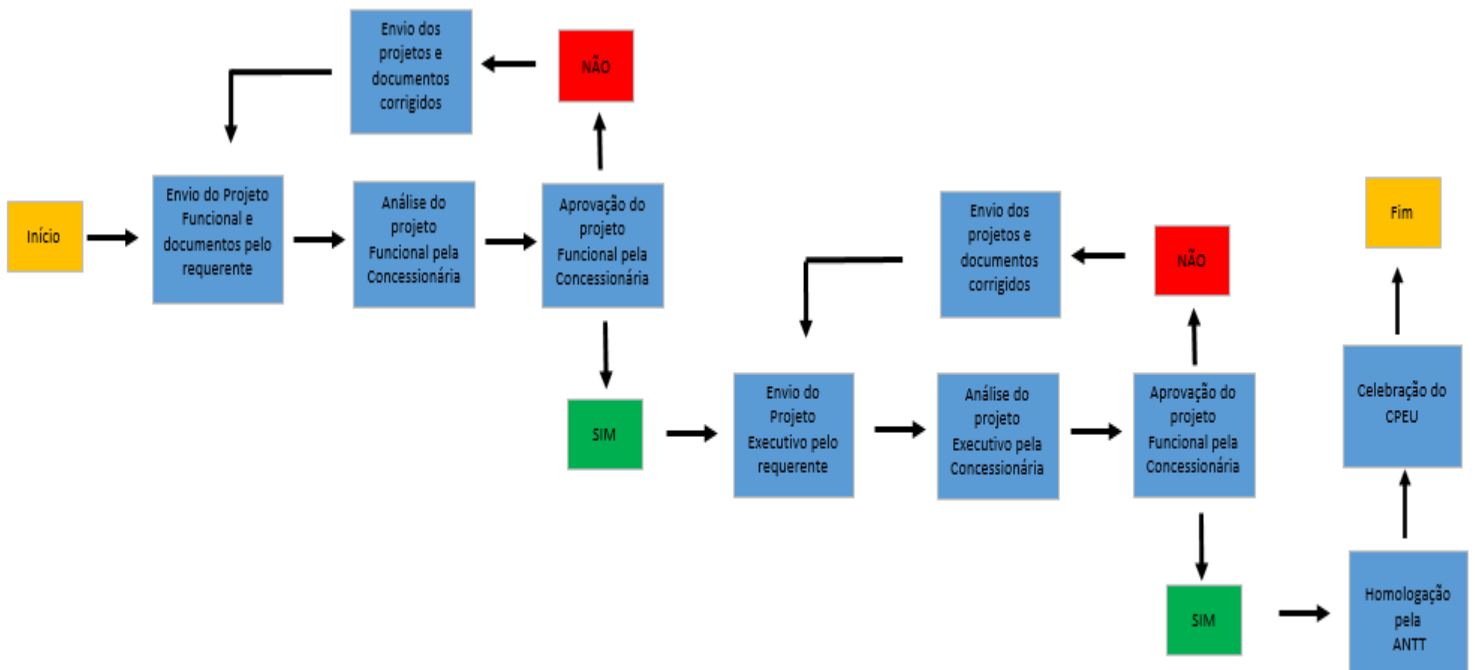 Início
Envio do Projeto
Funcional e
documentos pelo
requerente
Análise do
projeto
Funcional pela
Concessionária
Aprovação do
projeto
Funcional pela
Concessionária
NÃO
Envio dos
projetos e
documentos
corrigidos
SIM
Envio do
Projeto
Executivo pelo
requerente
Análise do
projeto
Executivo pela
Concessionária
Aprovação do
projeto
Funcional pela
Concessionária
NÃO
Envio dos
projetos e
documentos
corrigidos
SIM
Homologação
pela
ANTT
Celebração do
CPEU
Fim